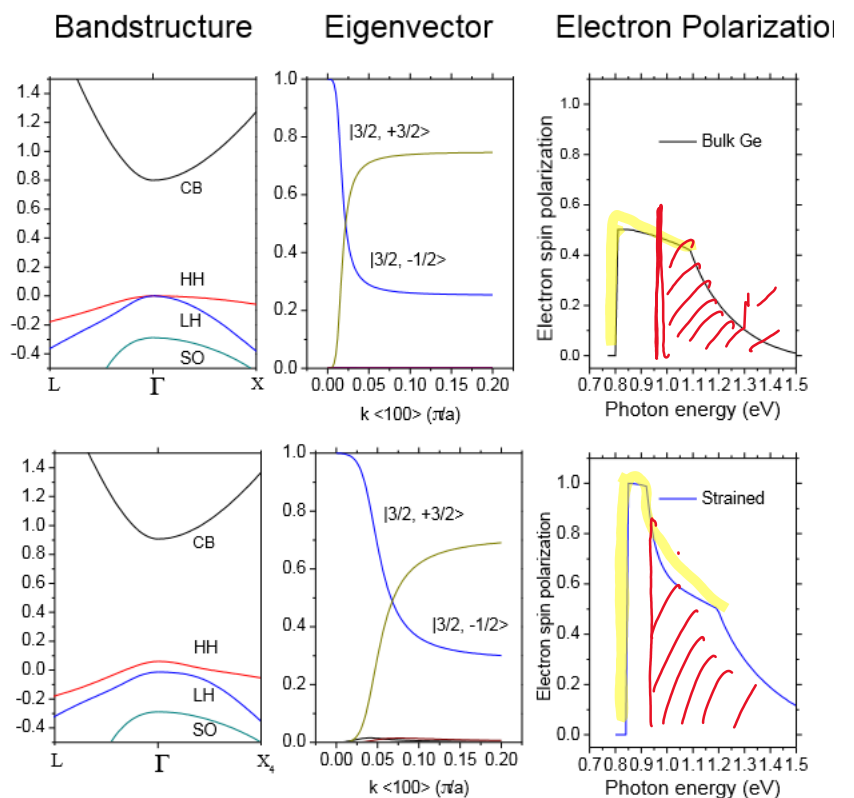 Bandstructure Eigenvector Electron Polarizatio
1.4
1.2
1.0
0.8
0.6
0.4
0.2
0.0
-0.2
-0.4
CB
HH
LH
SO
L Γ X
1.0
0.8
0.6
0.4
0.2
0.0
|3/2, +3/2>
|3/2, -1/2>
0.00 0.05 0.10 0.15 0.20
k <100> (π/a)
Electron spin polarization
1.0
0.8
0.6
0.4
0.2
0.0
Bulk Ge
0.7 0.8 0.9 1.0 1.1 1.2 1.3 1.4 1.5
Photon energy (eV)
1.4
1.2
1.0
0.8
0.6
0.4
0.2
0.0
-0.2
-0.4
CB
HH
LH
SO
L Γ X₄
1.0
0.8
0.6
0.4
0.2
0.0
|3/2, +3/2>
|3/2, -1/2>
0.00 0.05 0.10 0.15 0.20
k <100> (π/a)
Electron spin polarization
1.0
0.8
0.6
0.4
0.2
0.0
Strained
0.7 0.8 0.9 1.0 1.1 1.2 1.3 1.4 1.5
Photon energy (eV)